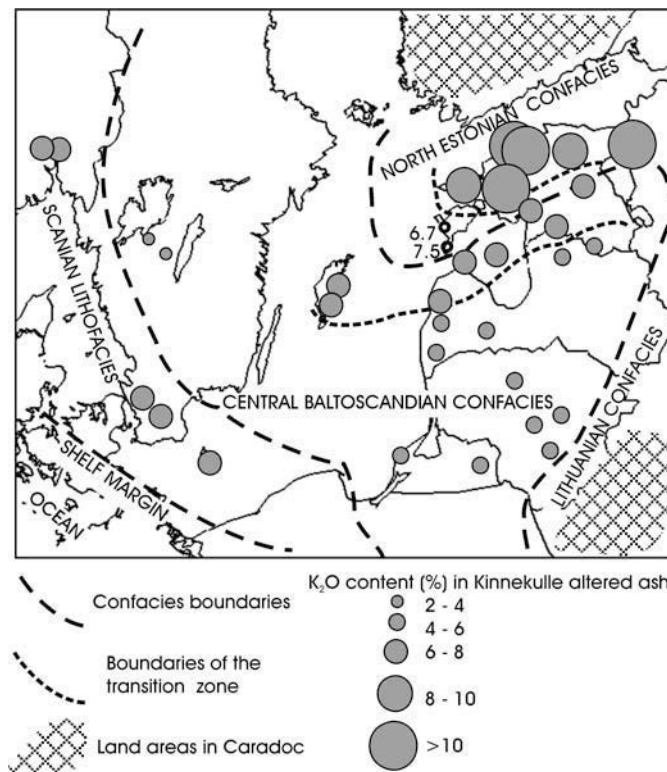 NORTH ESTONIAN CONFACIES
6.7
7.5
SCANIAN LITHOFACIES
CENTRAL BALTOSCANDIAN CONFACIES
LITHUANIAN CONFACIES
SHELF MARGIN
OCEAN
K₂O content (%) in Kinnekulle altered ash
Confacies boundaries
2 - 4
4 - 6
6 - 8
Boundaries of the
transition zone
8 - 10
Land areas in Caradoc
>10